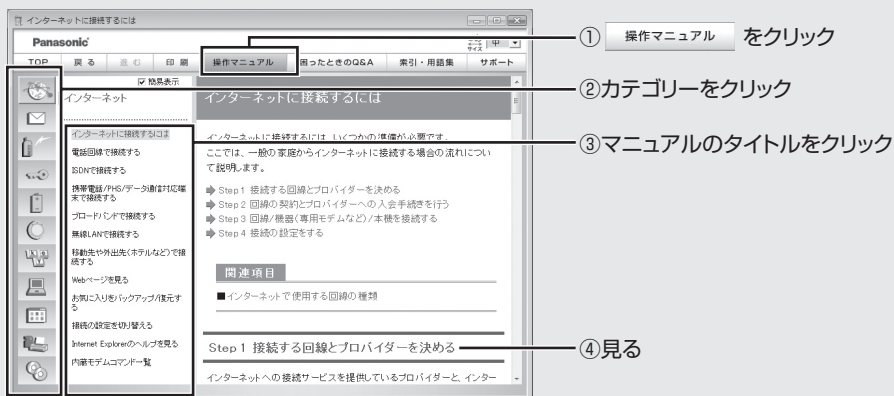 インターネットに接続するには
Panasonic
文字サイズ 中
TOP 戻る 進む 印刷 操作マニュアル 困ったときのQ&A 索引・用語集 サポート
簡易表示
インターネット
インターネットに接続するには
電話回線で接続する
ISDNで接続する
携帯電話/PHS/データ通信対応端
末で接続する
ブロードバンドで接続する
無線LANで接続する
移動先や外出先(ホテルなど)で接
続する
Webページを見る
お気に入りをバックアップ/復元す
る
接続の設定を切り替える
Internet Explorerのヘルプを見る
内蔵モデムコマンド一覧
インターネットに接続するには
インターネットに接続するには、いくつかの準備が必要です。
ここでは、一般の家庭からインターネットに接続する場合の流れについ
て説明します。
Step1 接続する回線とプロバイダーを決める
Step2 回線の契約とプロバイダーへの入会手続きを行う
Step3 回線/機器(専用モデムなど)/本機を接続する
Step4 接続の設定をする
関連項目
■インターネットで使用する回線の種類
Step1 接続する回線とプロバイダーを決める
インターネットへの接続サービスを提供しているプロバイダーと、インター
① 操作マニュアル をクリック
②カテゴリーをクリック
③マニュアルのタイトルをクリック
④見る